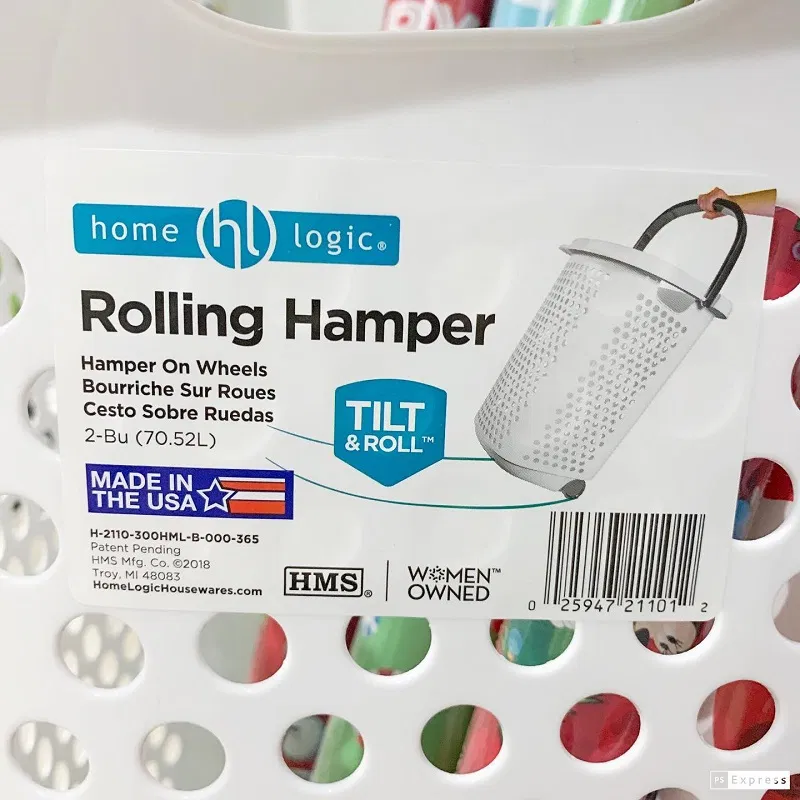 home hl logic®
Rolling Hamper
Hamper On Wheels
Bourriche Sur Roues
Cesto Sobre Ruedas
2-Bu (70.52L)
TILT
& ROLL™
MADE IN
THE USA
H-2110-300HML-B-000-365
Patent Pending
HMS Mfg. Co. ©2018
Troy, MI 48083
HomeLogicHousewares.com
HMS®
WOMEN™
OWNED
0 25947 21101 2
PS Express